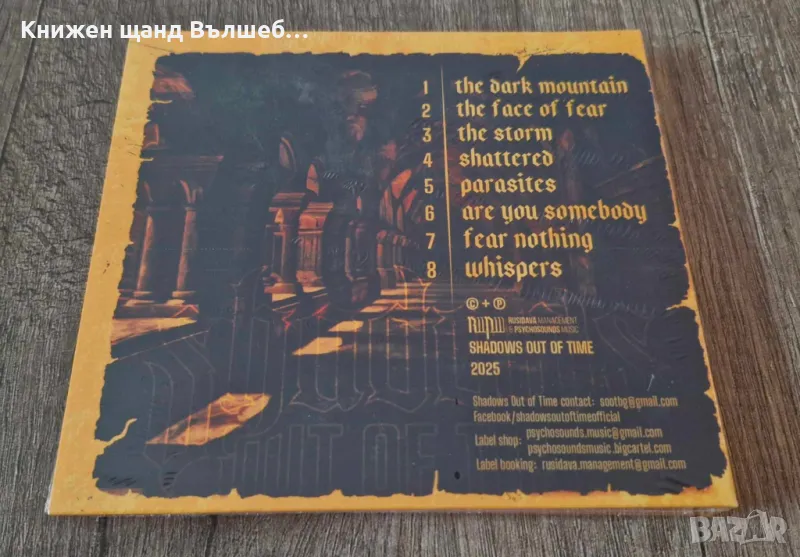 Книжен щанд Вълшеб...
1 the dark mountain
2 the face of fear
3 the storm
4 shattered
5 parasites
6 are you somebody
7 fear nothing
8 whispers
© + ℗
RUSIDAVA MANAGEMENT
& PSYCHOSOUNDS MUSIC
SHADOWS OUT OF TIME
2025
Shadows Out of Time contact: sootbg@gmail.com
Facebook/shadowsoutoftimeofficial
Label shop: psychosounds.music@gmail.com
psychosoundsmusic.bigcartel.com
Label booking: rusidava.management@gmail.com
BAZAR